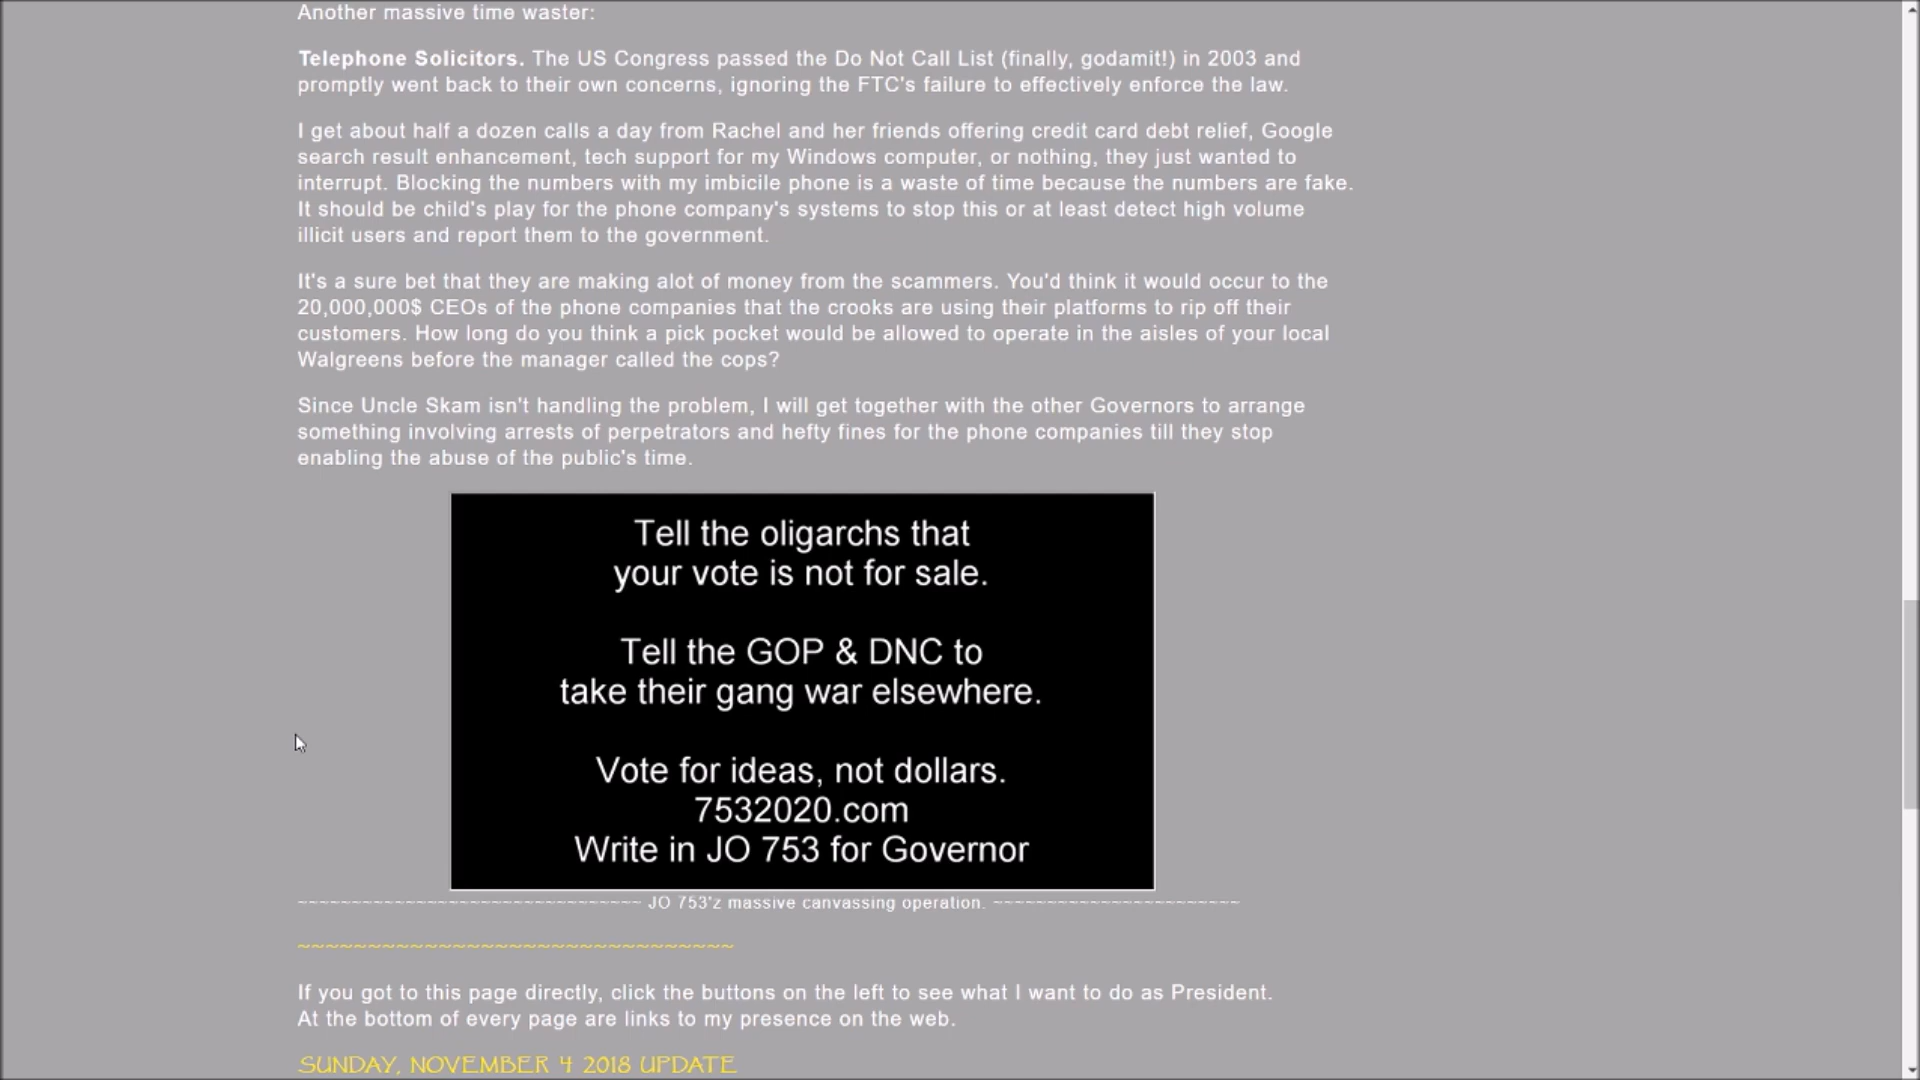 Another massive time waster:
Telephone Solicitors. The US Congress passed the Do Not Call List (finally, godamit!) in 2003 and
promptly went back to their own concerns, ignoring the FTC's failure to effectively enforce the law.
I get about half a dozen calls a day from Rachel and her friends offering credit card debt relief, Google
search result enhancement, tech support for my Windows computer, or nothing, they just wanted to
interrupt. Blocking the numbers with my imbicile phone is a waste of time because the numbers are fake.
It should be child's play for the phone company's systems to stop this or at least detect high volume
illicit users and report them to the government.
It's a sure bet that they are making alot of money from the scammers. You'd think it would occur to the
20,000,000$ CEOs of the phone companies that the crooks are using their platforms to rip off their
customers. How long do you think a pick pocket would be allowed to operate in the aisles of your local
Walgreens before the manager called the cops?
Since Uncle Skam isn't handling the problem, I will get together with the other Governors to arrange
something involving arrests of perpetrators and hefty fines for the phone companies till they stop
enabling the abuse of the public's time.
Tell the oligarchs that
your vote is not for sale.
Tell the GOP & DNC to
take their gang war elsewhere.
Vote for ideas, not dollars.
7532020.com
Write in JO 753 for Governor
~~~~~~~~~~~~~~~~~~~~~~~~~~~~~~~~ JO 753'z massive canvassing operation. ~~~~~~~~~~~~~~~~~~~~~~~
~~~~~~~~~~~~~~~~~~~~~~~~~~~~~~~
If you got to this page directly, click the buttons on the left to see what I want to do as President.
At the bottom of every page are links to my presence on the web.
SUNDAY, NOVEMBER 4 2018 UPDATE